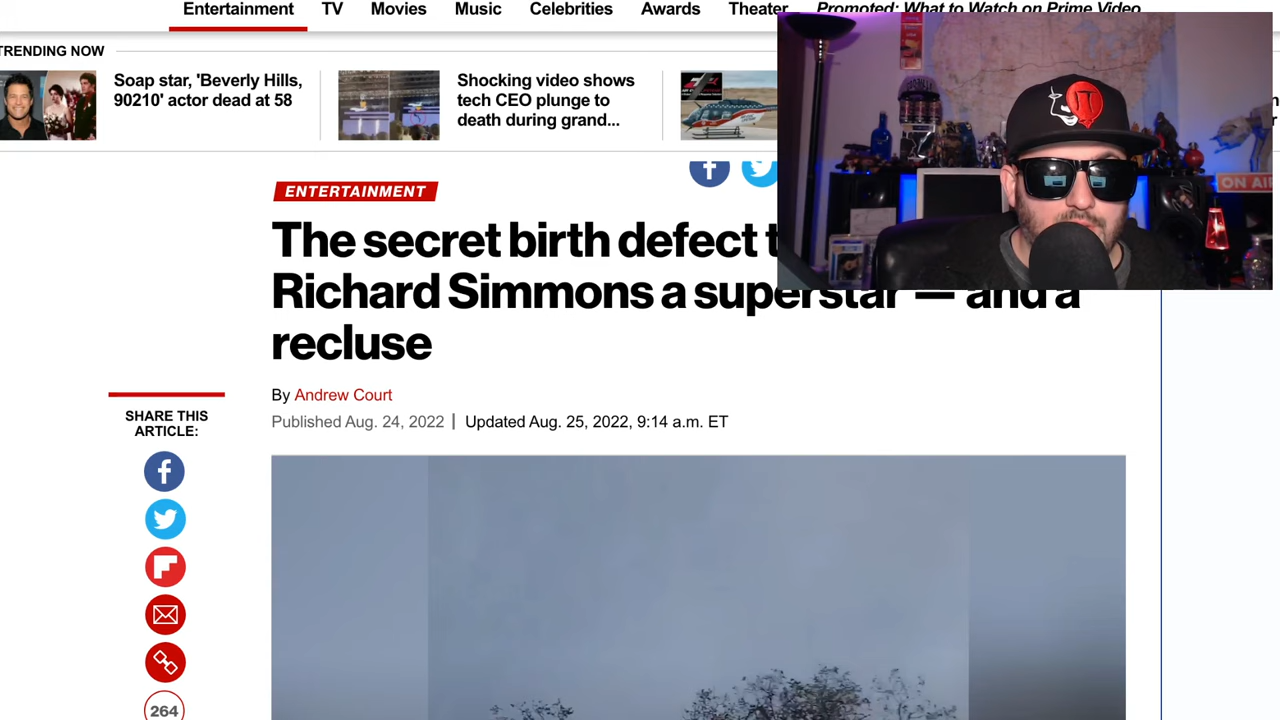 Entertainment TV Movies Music Celebrities Awards Theater Promoted: What to Watch on Prime Video
TRENDING NOW
Soap star, 'Beverly Hills,
90210' actor dead at 58
Shocking video shows
tech CEO plunge to
death during grand...
ON AIR
ENTERTAINMENT
The secret birth defect
Richard Simmons a superstar — and a
recluse
By Andrew Court
Published Aug. 24, 2022 | Updated Aug. 25, 2022, 9:14 a.m. ET
SHARE THIS
ARTICLE:
264